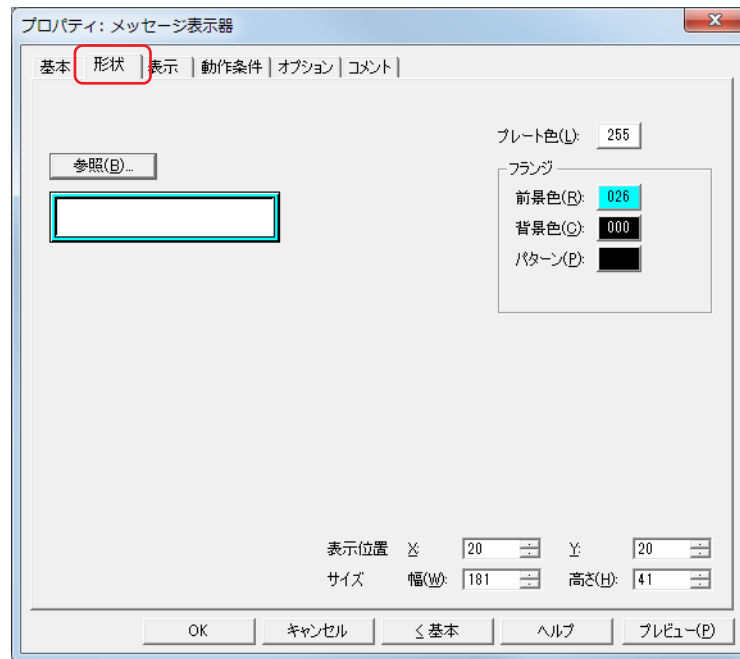 プロパティ: メッセージ表示器
x
基本 形状 表示 動作条件 オプション コメント
プレート色(L): 255
参照(B)...
フランジ
前景色(R): 026
背景色(C): 000
パターン(P):
表示位置 X: 20 Y: 20
サイズ 幅(W): 181 高さ(H): 41
OK キャンセル < 基本 ヘルプ プレビュー(P)